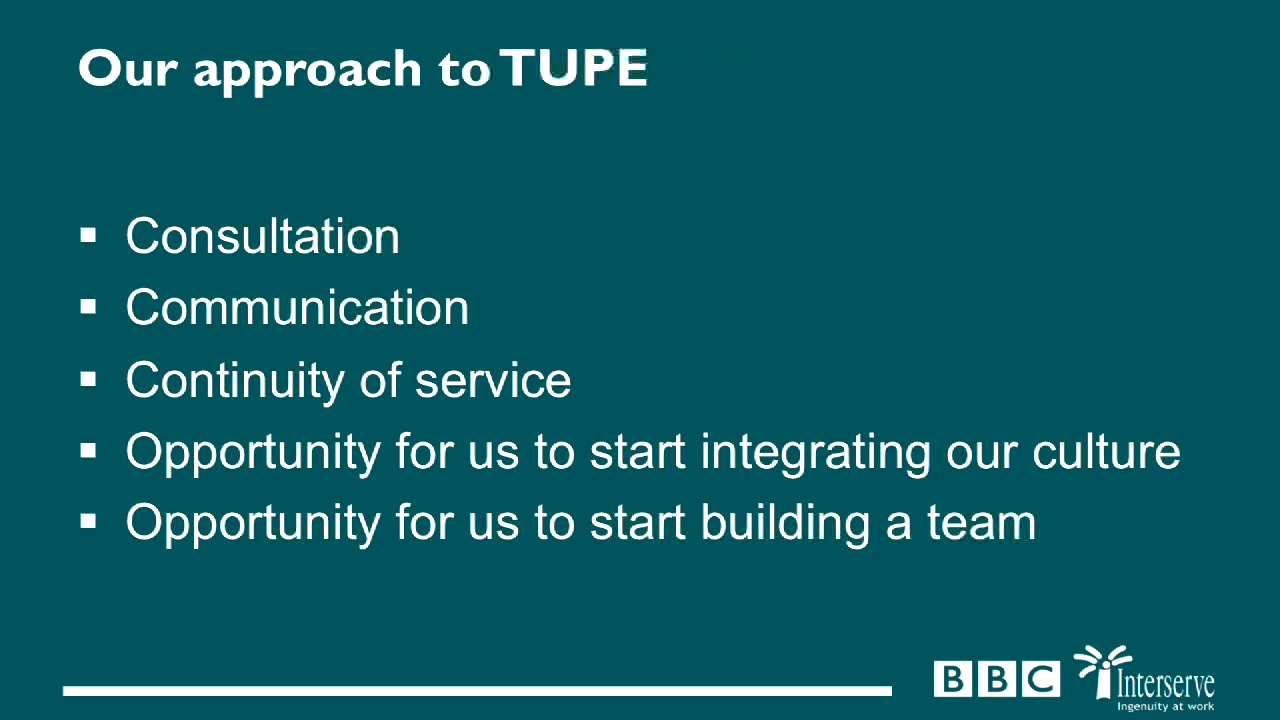 Our approach to TUPE
▪ Consultation
▪ Communication
▪ Continuity of service
▪ Opportunity for us to start integrating our culture
▪ Opportunity for us to start building a team
BBC
Interserve
Ingenuity at work